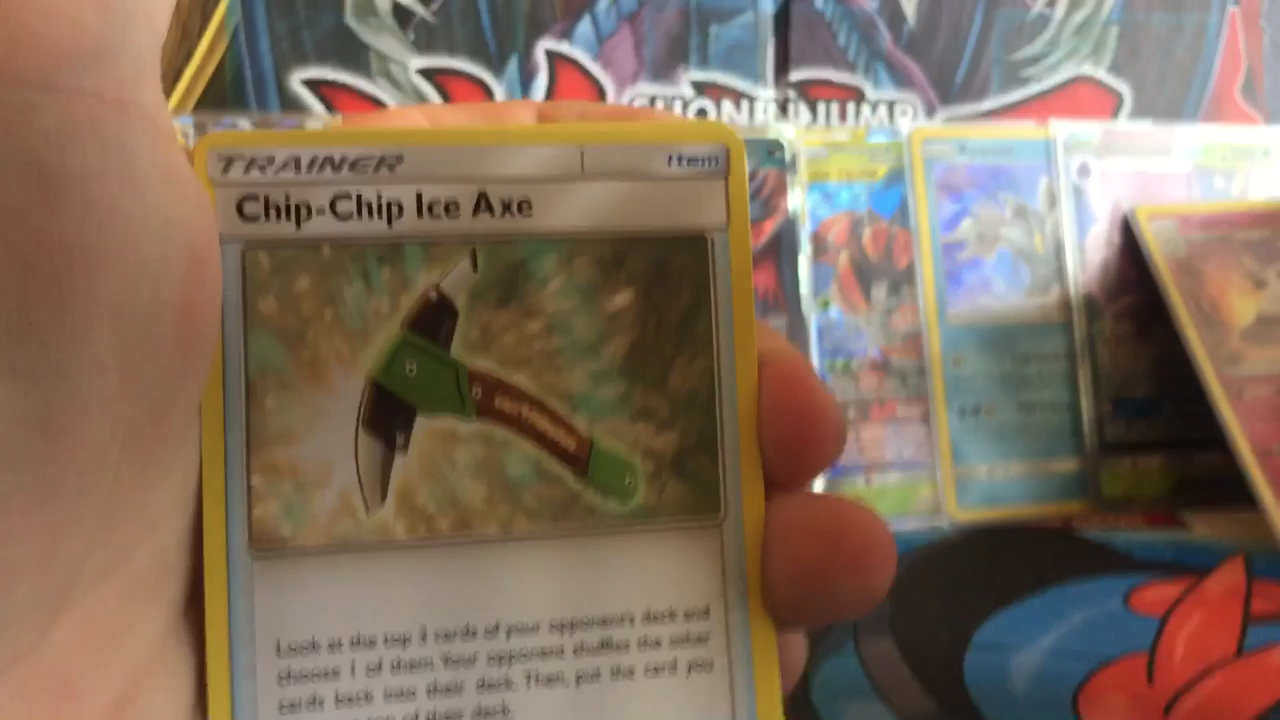 SHONEN JUMP
TRAINER
Item
Chip-Chip Ice Axe
Look at the top 3 cards of your opponent's deck and
choose 1 of them. Your opponent shuffles the other
cards back into their deck. Then, put the card you
on top of their deck.